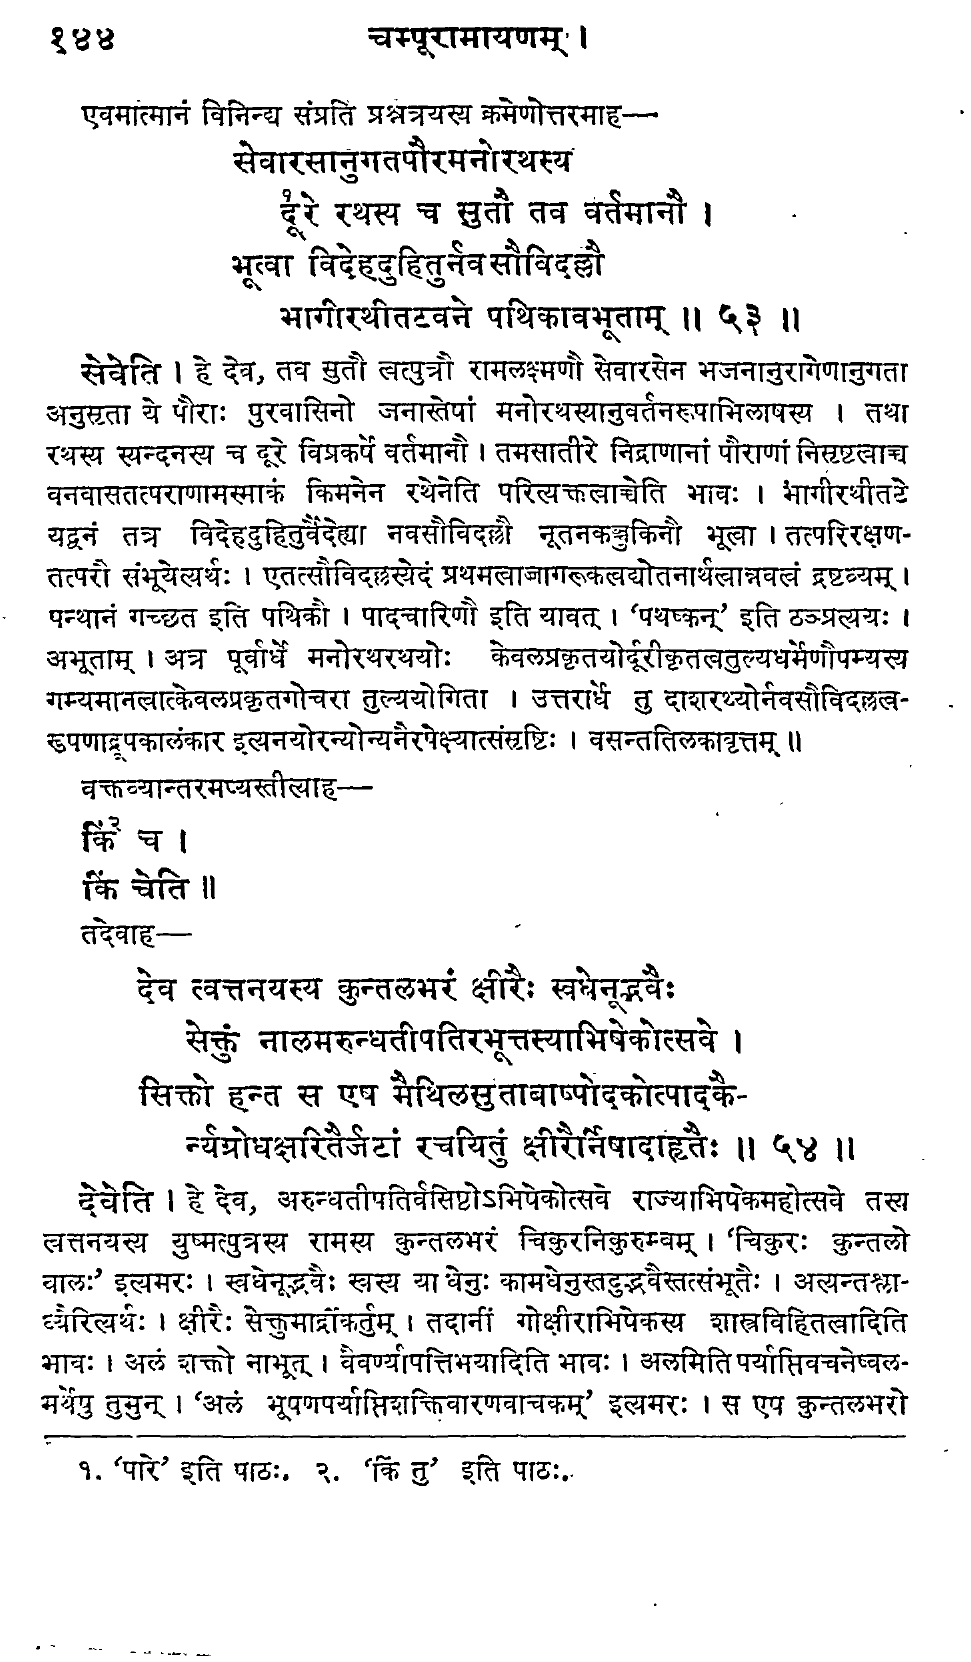 १४४ चम्पूरामायणम् ।
एवमात्मानं विनिन्द्य संप्रति प्रश्नत्रयस्य क्रमेणोत्तरमाह—
सेवारसानुगतपौरमनोरथस्य
दूरे१ रथस्य च सुतौ तव वर्तमानौ ।
भूत्वा विदेहदुहितुर्नवसौविदल्लौ
भागीरथीतटवने पथिकावभूताम् ॥ ५३ ॥
सेवेति । हे देव, तव सुतौ त्वत्पुत्रौ रामलक्ष्मणौ सेवारसेन भजनानुरागेणानुगता
अनुसृता ये पौराः पुरवासिनो जनास्तेषां मनोरथस्यानुवर्तनरूपाभिलाषस्य । तथा
रथस्य स्यन्दनस्य च दूरे विप्रकर्षे वर्तमानौ । तमसातीरे निद्राणानां पौराणां निसृष्टत्वाच्च
वनवासतत्पराणामस्माकं किमनेन रथेनेति परित्यक्तत्वाच्चेति भावः । भागीरथीतटे
यद्वनं तत्र विदेहदुहितुर्वैदेह्या नवसौविदल्लौ नूतनकञ्चुकिनौ भूत्वा । तत्परिरक्षण-
तत्परौ संभूयेत्यर्थः । एतत्सौविदल्लस्येदं प्रथमत्वाज्जागरूकत्वद्योतनार्थत्वान्नवत्वं द्रष्टव्यम् ।
पन्थानं गच्छत इति पथिकौ । पादचारिणौ इति यावत् । ‘पथष्कन्’ इति ठञ्प्रत्ययः ।
अभूताम् । अत्र पूर्वार्धे मनोरथरथयोः केवलप्रकृतयोर्दूरीकृतत्वतुल्यधर्मेणौपम्यस्य
गम्यमानत्वात्केवलप्रकृतगोचरा तुल्ययोगिता । उत्तरार्धे तु दाशरथ्योर्नवसौविदल्लत्व-
रूपणाद्रूपकालंकार इत्यनयोरन्योन्यनैरपेक्ष्यात्संसृष्टिः । वसन्ततिलकावृत्तम् ॥
वक्तव्यान्तरमप्यस्तीत्याह—
किं२ च ।
किं चेति ॥
तदेवाह—
देव त्वत्तनयस्य कुन्तलभरं क्षीरैः स्वधेनूद्भवैः
सेक्तुं नालमरुन्धतीपतिरभूत्तस्याभिषेकोत्सवे ।
सिक्तो हन्त स एष मैथिलसुताबाष्पोदकोत्पादकै-
र्न्यग्रोधक्षरितैर्जटां रचयितुं क्षीरैर्निषादाहृतैः ॥ ५४ ॥
देवेति । हे देव, अरुन्धतीपतिर्वसिष्ठोऽभिषेकोत्सवे राज्याभिषेकमहोत्सवे तस्य
त्वत्तनयस्य युष्मत्पुत्रस्य रामस्य कुन्तलभरं चिकुरनिकुरुम्बम् । ‘चिकुरः कुन्तलो
वालः’ इत्यमरः । स्वधेनूद्भवैः स्वस्य या धेनुः कामधेनुस्तदुद्भवैस्तत्संभूतैः । अत्यन्तश्ला-
घ्यैरित्यर्थः । क्षीरैः सेक्तुमार्द्रीकर्तुम् । तदानीं गोक्षीराभिषेकस्य शास्त्रविहितत्वादिति
भावः । अलं शक्तो नाभूत् । वैवर्ण्यापत्तिभयादिति भावः । अलमिति पर्याप्तिवचनेष्वल-
मर्थेषु तुमुन् । ‘अलं भूषणपर्याप्तिशक्तिवारणवाचकम्’ इत्यमरः । स एष कुन्तलभरो
१. ‘पारे’ इति पाठः. २. ‘किं तु’ इति पाठः.